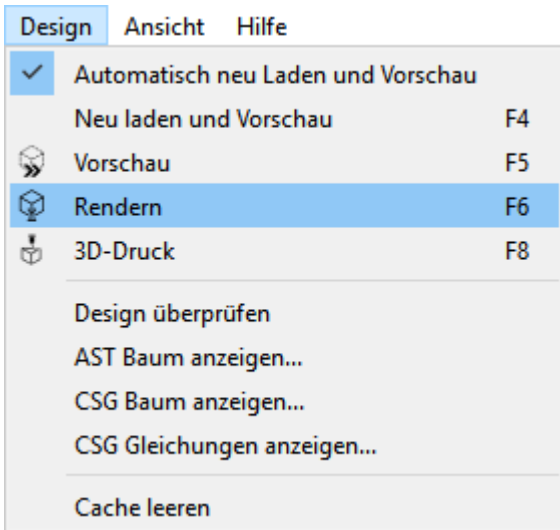 Design Ansicht Hilfe
Automatisch neu Laden und Vorschau
Neu laden und Vorschau F4
Vorschau F5
Rendern F6
3D-Druck F8
Design überprüfen
AST Baum anzeigen...
CSG Baum anzeigen...
CSG Gleichungen anzeigen...
Cache leeren